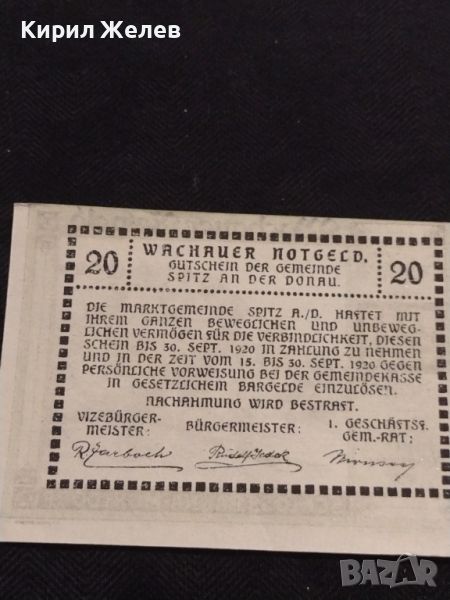 Кирил Желев
20 WACHAUER NOTGELD. 20
GUTSCHEIN DER GEMEINDE
SPITZ AN DER DONAU.
DIE MARKTGEMEINDE SPITZ A./D. HAFTET MIT
IHREM GANZEN BEWEGLICHEN UND UNBEWEG-
LICHEN VERMÖGEN FÜR DIE VERBINDLICHKEIT, DIESEN
SCHEIN BIS 30. SEPT. 1920 IN ZAHLUNG ZU NEHMEN
UND IN DER ZEIT VOM 15. BIS 30. SEPT. 1920 GEGEN
PERSÖNLICHE VORWEISUNG BEI DER GEMEINDEKASSE
IN GESETZLICHEM BARGELDE EINZULÖSEN.
NACHAHMUNG WIRD BESTRAFT.
VIZEBÜRGER- BÜRGERMEISTER: 1. GESCHÄFTSF.
MEISTER: GEM.-RAT:
BAZAR